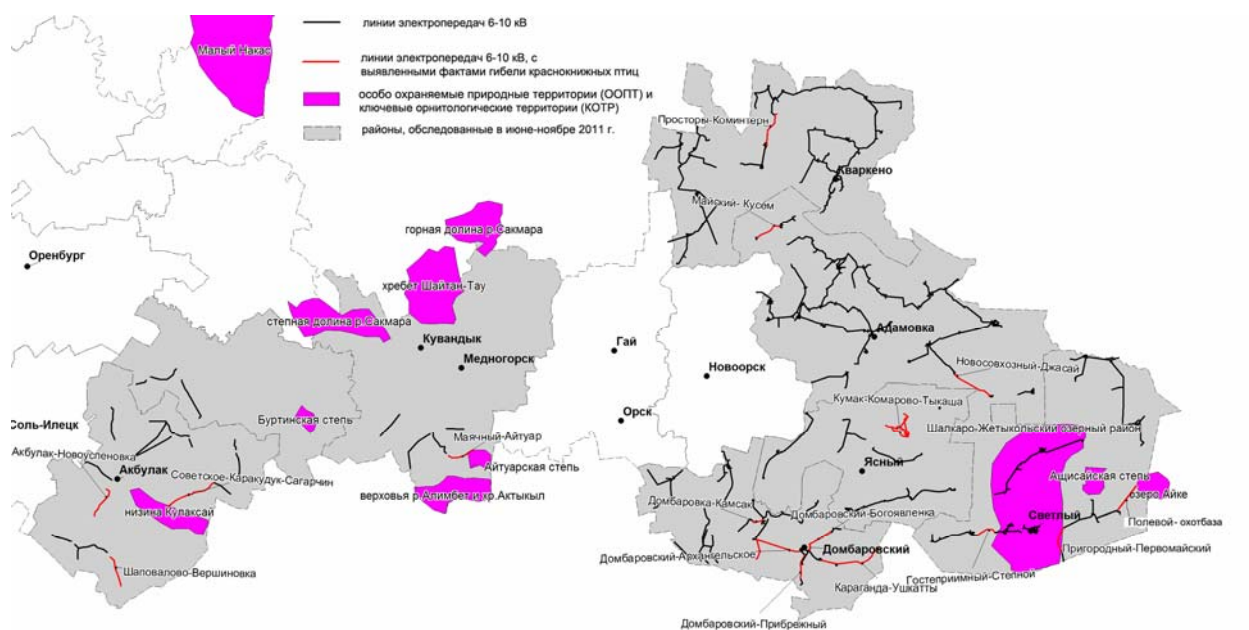 линии электропередач 6-10 кВ
линии электропередач 6-10 кВ, с
выявленными фактами гибели краснокнижных птиц
особо охраняемые природные территории (ООПТ) и
ключевые орнитологические территории (КОТР)
районы, обследованные в июне-ноябре 2011 г.
Малый Накас
Просторы-Коминтерн
Кваркено
Майский- Кусем
горная долина р.Сакмара
Оренбург
хребет Шайтан-Тау
степная долина р.Сакмара
Кувандык
Медногорск
Гай
Адамовка
Новоорск
Новосовхозный-Джасай
Орск
Кумак-Комарово-Тыкаша
Буртинская степь
Соль-Илецк
Шалкаро-Жетыкольский озерный район
Маячный-Айтуар
Акбулак-Новоуспеновка
Айтуарская степь
Акбулак
Советское-Каракудук-Сагарчин
Ясный
Ащисайская степь
верховья р.Алимбет и хр.Актыкыл
озеро Айке
низина Кулаксай
Домбаровка-Камсак
Домбаровский-Богоявленка
Светлый
Полевой- охотбаза
Домбаровский-Архангельское
Домбаровский
Пригородный-Первомайский
Шаповалово-Вершиновка
Гостеприимный-Степной
Караганда-Ушкатты
Домбаровский-Прибрежный